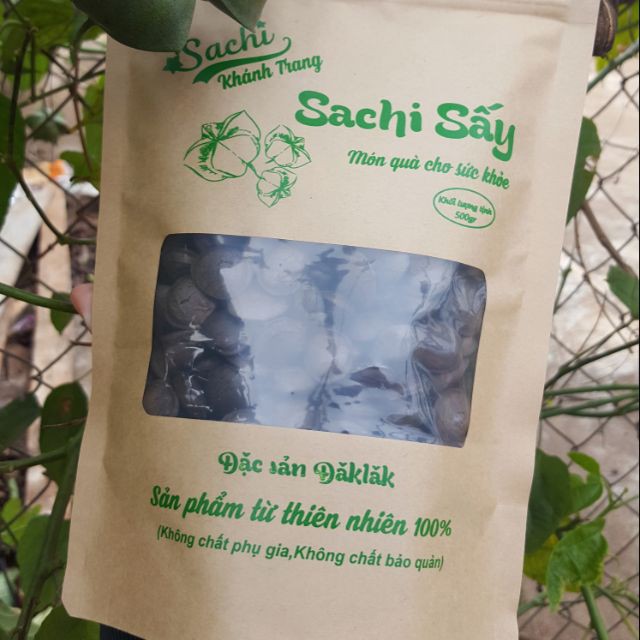 Sachi
Khánh Trang
Sachi Sấy
Món quà cho sức khỏe
Khối lượng tịnh
500gr
Đặc sản Đăklăk
Sản phẩm từ thiên nhiên 100%
(Không chất phụ gia,Không chất bảo quản)